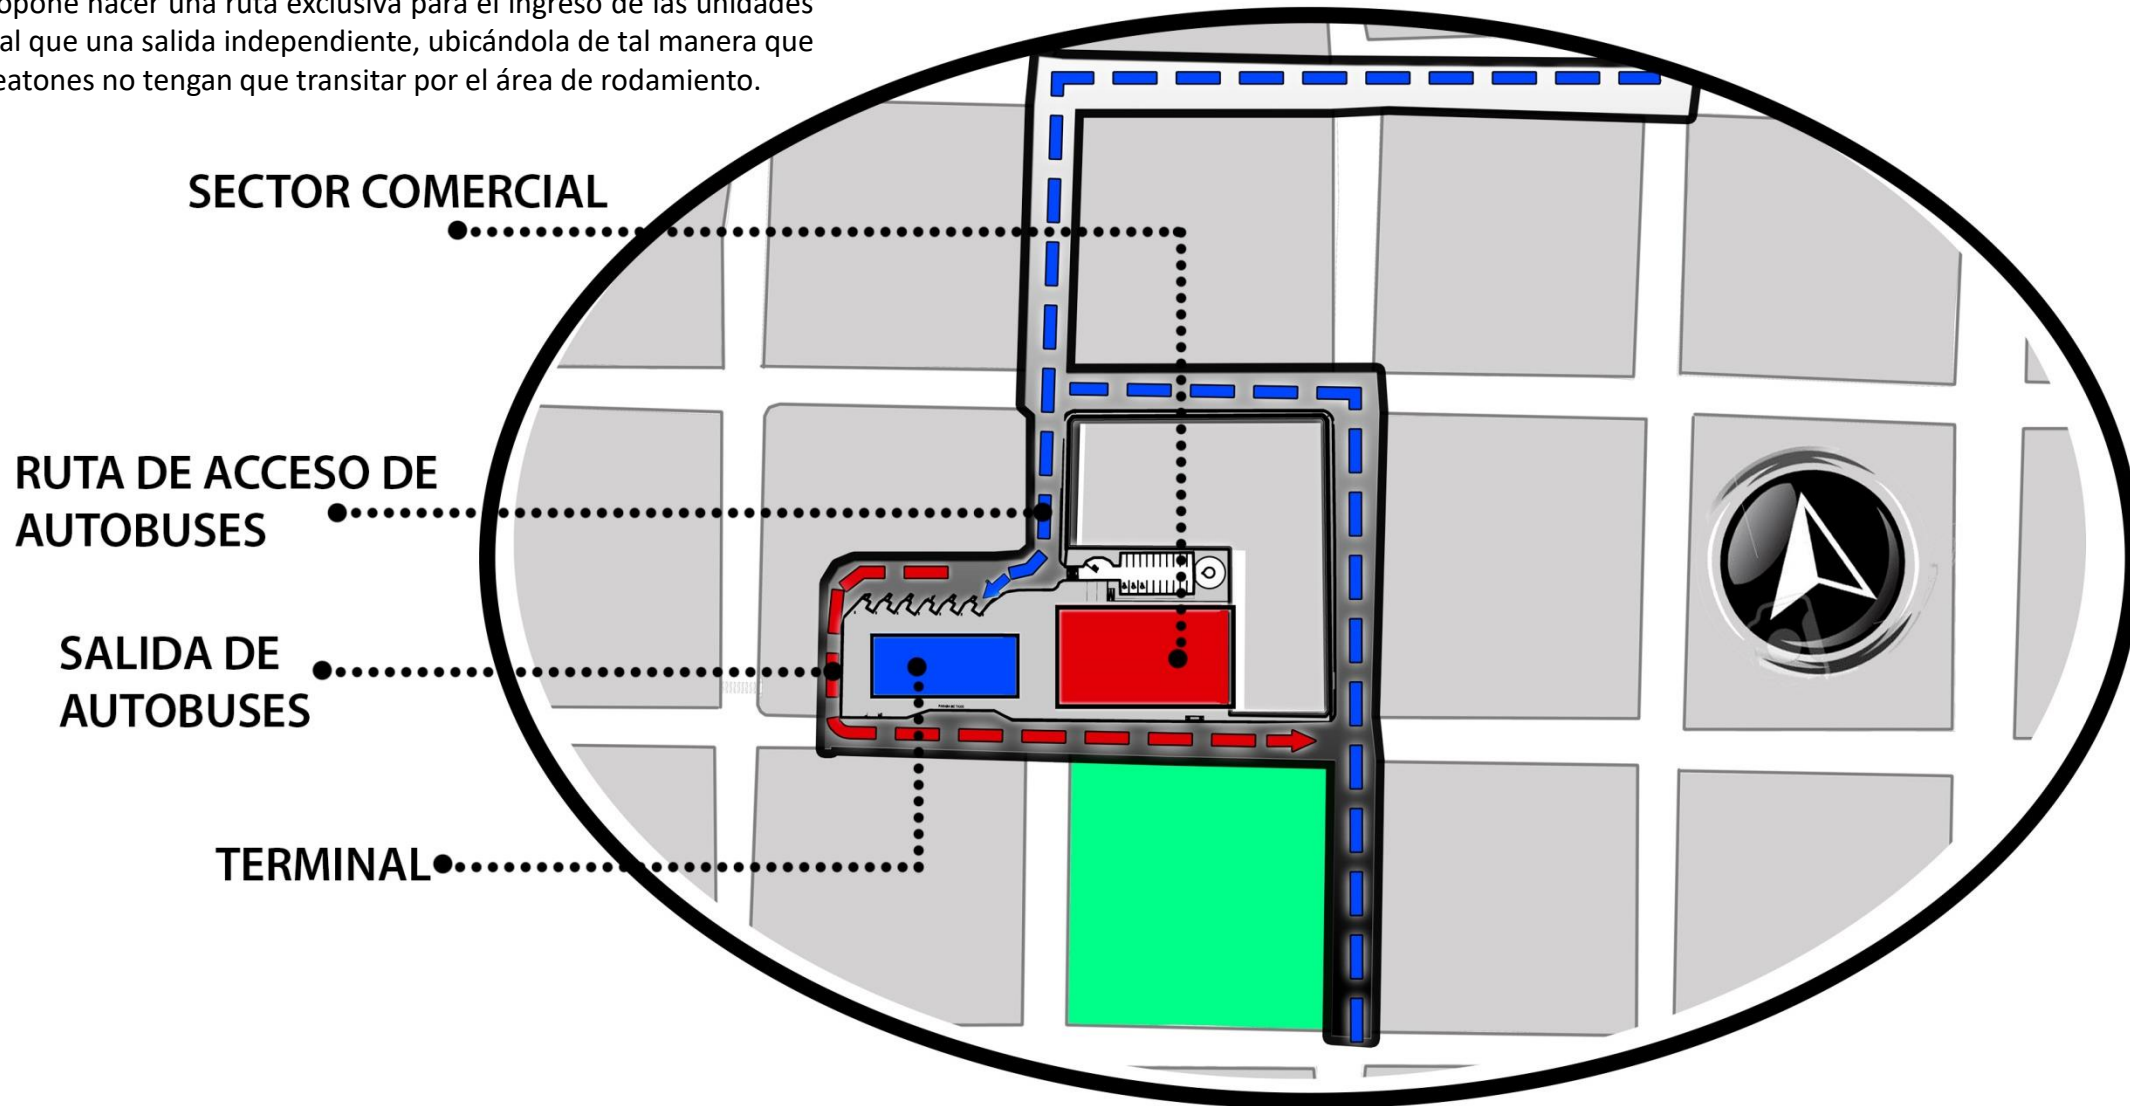 opone hacer una ruta exclusiva para el ingreso de las unidades
al que una salida independiente, ubicándola de tal manera que
eatones no tengan que transitar por el área de rodamiento.
SECTOR COMERCIAL
RUTA DE ACCESO DE
AUTOBUSES
SALIDA DE
AUTOBUSES
TERMINAL